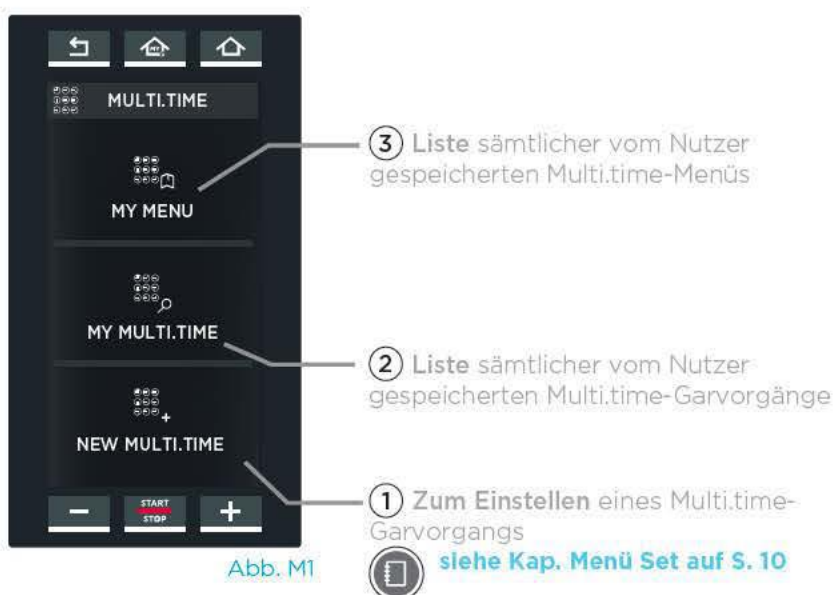 MY
MULTI.TIME
MY MENU
MY MULTI.TIME
NEW MULTI.TIME
START
STOP
3 Liste sämtlicher vom Nutzer
gespeicherten Multi.time-Menüs
2 Liste sämtlicher vom Nutzer
gespeicherten Multi.time-Garvorgänge
1 Zum Einstellen eines Multi.time-
Garvorgangs
siehe Kap. Menü Set auf S. 10
Abb. M1